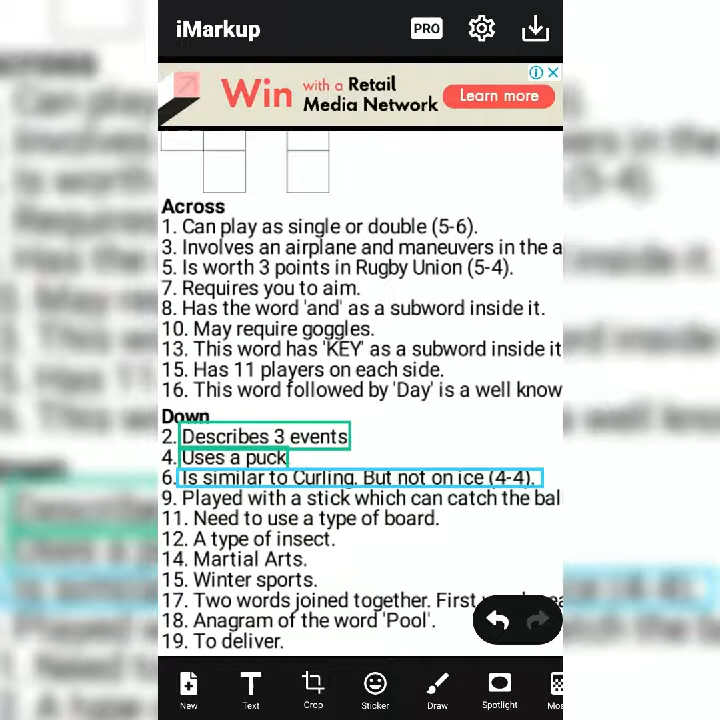 iMarkup
PRO
Win with a Retail Media Network
Learn more
Across
1. Can play as single or double (5-6).
3. Involves an airplane and maneuvers in the a
5. Is worth 3 points in Rugby Union (5-4).
7. Requires you to aim.
8. Has the word 'and' as a subword inside it.
10. May require goggles.
13. This word has 'KEY' as a subword inside it
15. Has 11 players on each side.
16. This word followed by 'Day' is a well know
Down
2. Describes 3 events
4. Uses a puck
6. Is similar to Curling. But not on ice (4-4).
9. Played with a stick which can catch the bal
11. Need to use a type of board.
12. A type of insect.
14. Martial Arts.
15. Winter sports.
17. Two words joined together. First
18. Anagram of the word 'Pool'.
19. To deliver.
New
Text
Crop
Sticker
Draw
Spotlight
Mos